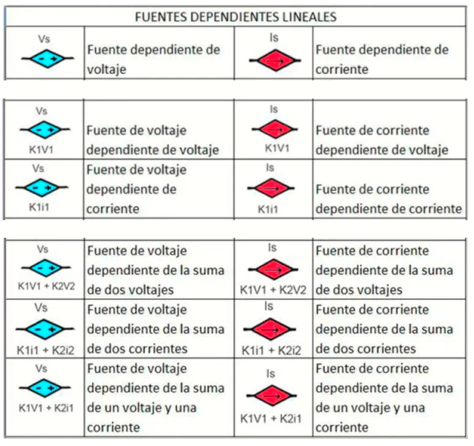 FUENTES DEPENDIENTES LINEALES
Vs
Fuente dependiente de
voltaje
Is
Fuente dependiente de
corriente
Vs
K1V1
Fuente de voltaje
dependiente de voltaje
Is
K1V1
Fuente de corriente
dependiente de voltaje
Vs
K1i1
Fuente de voltaje
dependiente de
corriente
Is
K1i1
Fuente de corriente
dependiente de corriente
Vs
K1V1 + K2V2
Fuente de voltaje
dependiente de la suma
de dos voltajes
Is
K1V1 + K2V2
Fuente de corriente
dependiente de la suma
de dos voltajes
Vs
K1i1 + K2i2
Fuente de voltaje
dependiente de la suma
de dos corrientes
Is
K1i1 + K2i2
Fuente de corriente
dependiente de la suma
de dos corrientes
Vs
K1V1 + K2i1
Fuente de voltaje
dependiente de la suma
de un voltaje y una
corriente
Is
K1V1 + K2i1
Fuente de corriente
dependiente de la suma
de un voltaje y una
corriente